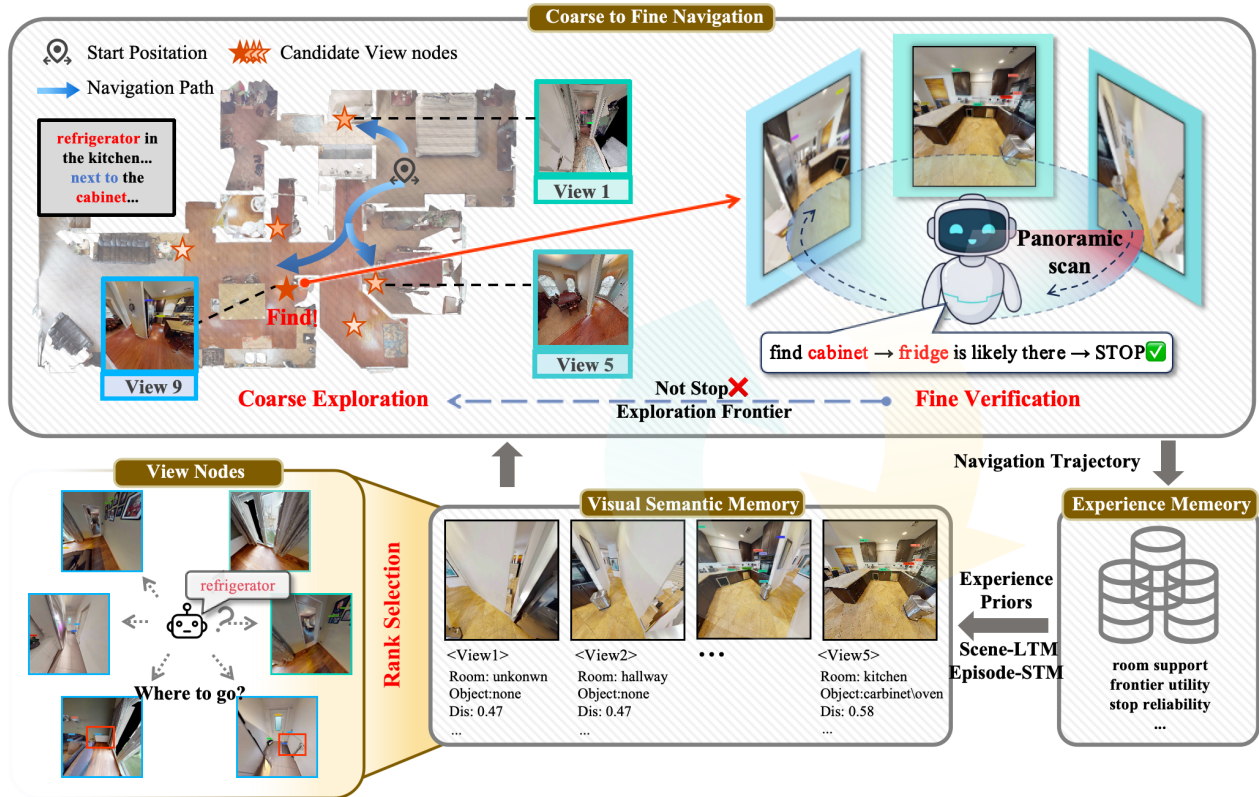 Coarse to Fine Navigation
Start Positation
Candidate View nodes
Navigation Path
refrigerator in
the kitchen...
next to the
cabinet...
View 1
View 5
View 9
Find!
Panoramic
scan
find cabinet → fridge is likely there → STOP✅
Coarse Exploration
Not Stop❌
Exploration Frontier
Fine Verification
Navigation Trajectory
View Nodes
refrigerator
?
Where to go?
Rank Selection
Visual Semantic Memory
<View1>
Room: unkonwn
Object:none
Dis: 0.47
...
<View2>
Room: hallway
Object:none
Dis: 0.47
...
...
<View5>
Room: kitchen
Object:carbinet\oven
Dis: 0.58
...
Experience
Priors
Scene-LTM
Episode-STM
Experience Memeory
room support
frontier utility
stop reliability
...